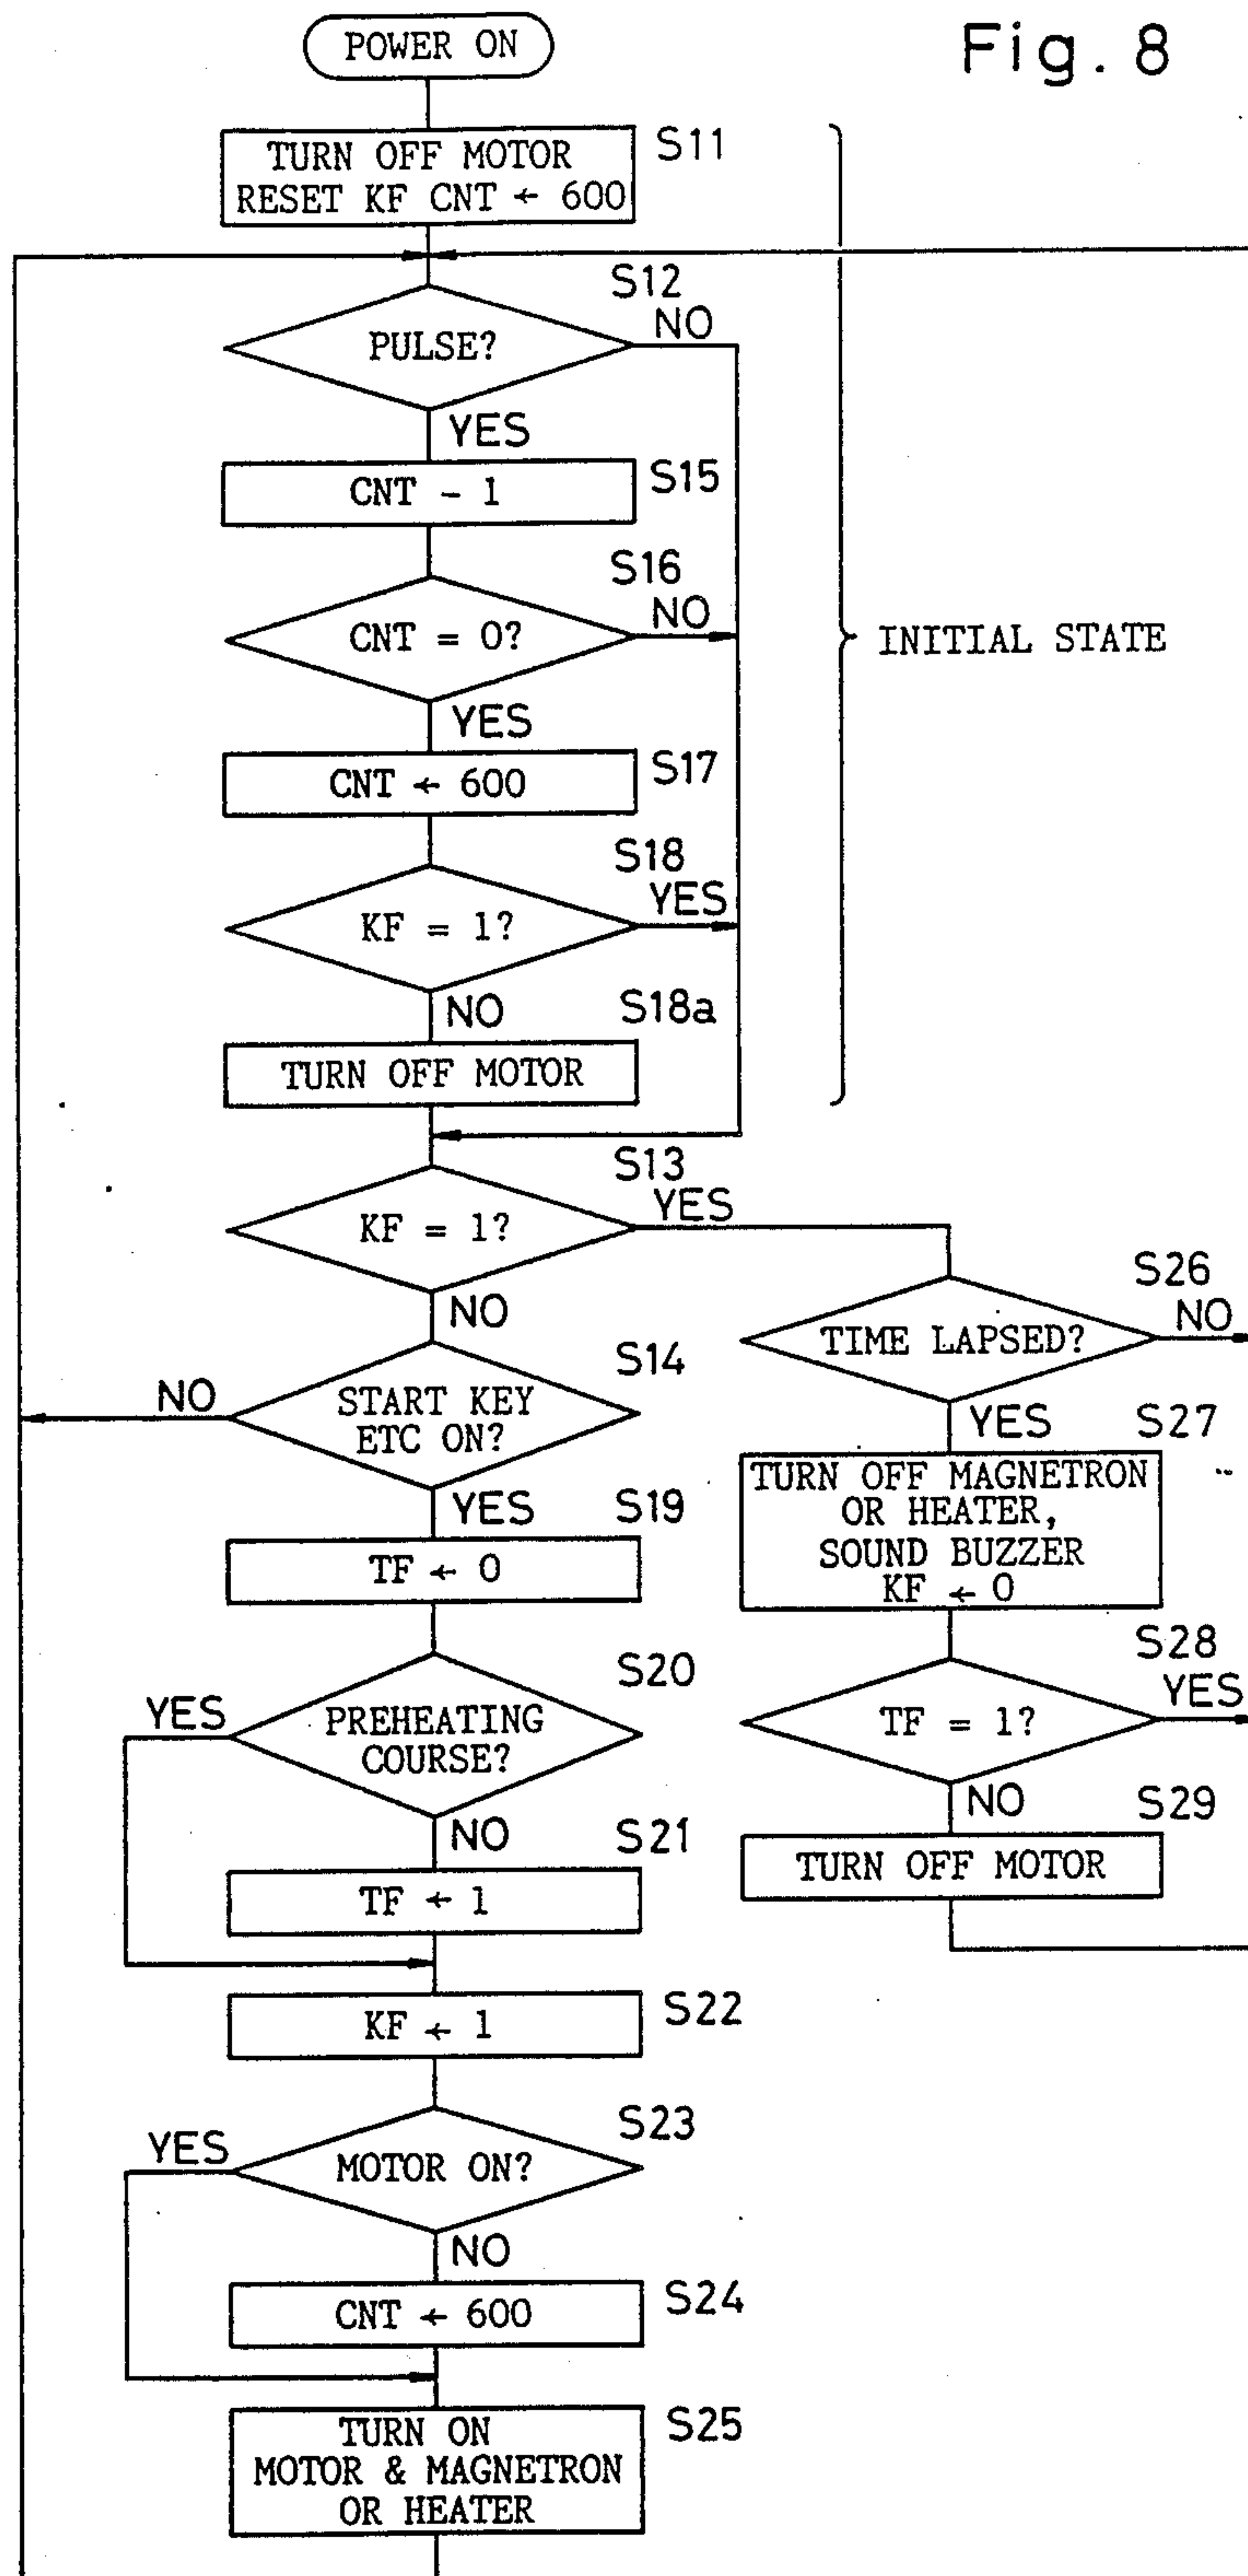 Fig. 8
POWER ON
S11
TURN OFF MOTOR
RESET KF CNT ← 600
S12
NO
PULSE?
YES
CNT - 1
S15
S16
NO
CNT = 0?
INITIAL STATE
YES
CNT ← 600
S17
S18
YES
KF = 1?
NO
S18a
TURN OFF MOTOR
S13
YES
KF = 1?
NO
S26
NO
TIME LAPSED?
YES
S27
TURN OFF MAGNETRON
OR HEATER,
SOUND BUZZER
KF ← 0
S28
YES
TF = 1?
NO
S29
TURN OFF MOTOR
S14
NO
START KEY
ETC ON?
YES
S19
TF ← 0
S20
YES
PREHEATING
COURSE?
NO
S21
TF ← 1
S22
KF ← 1
S23
YES
MOTOR ON?
NO
S24
CNT ← 600
S25
TURN ON
MOTOR & MAGNETRON
OR HEATER